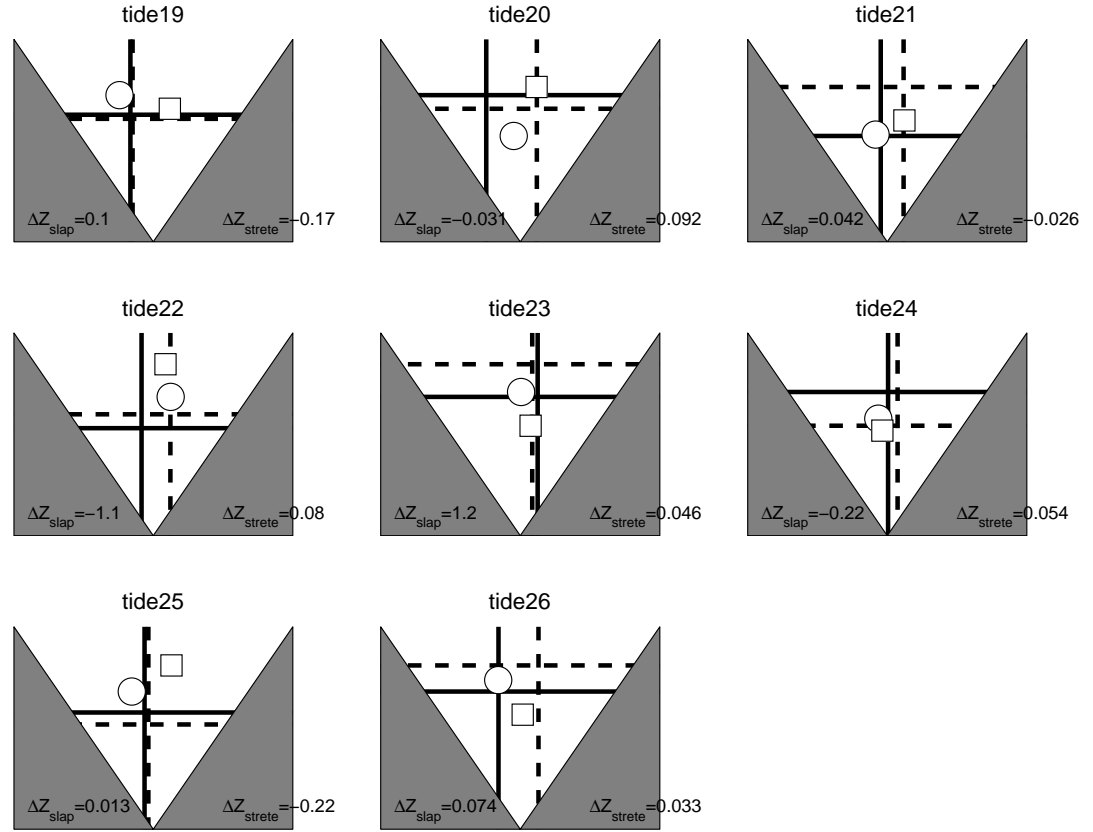 tide19 tide20 tide21
ΔZslap=0.1 ΔZstrete=−0.17 ΔZslap=−0.031 ΔZstrete=0.092 ΔZslap=0.042 ΔZstrete=−0.026
tide22 tide23 tide24
ΔZslap=−1.1 ΔZstrete=0.08 ΔZslap=1.2 ΔZstrete=0.046 ΔZslap=−0.22 ΔZstrete=0.054
tide25 tide26
ΔZslap=0.013 ΔZstrete=−0.22 ΔZslap=0.074 ΔZstrete=0.033